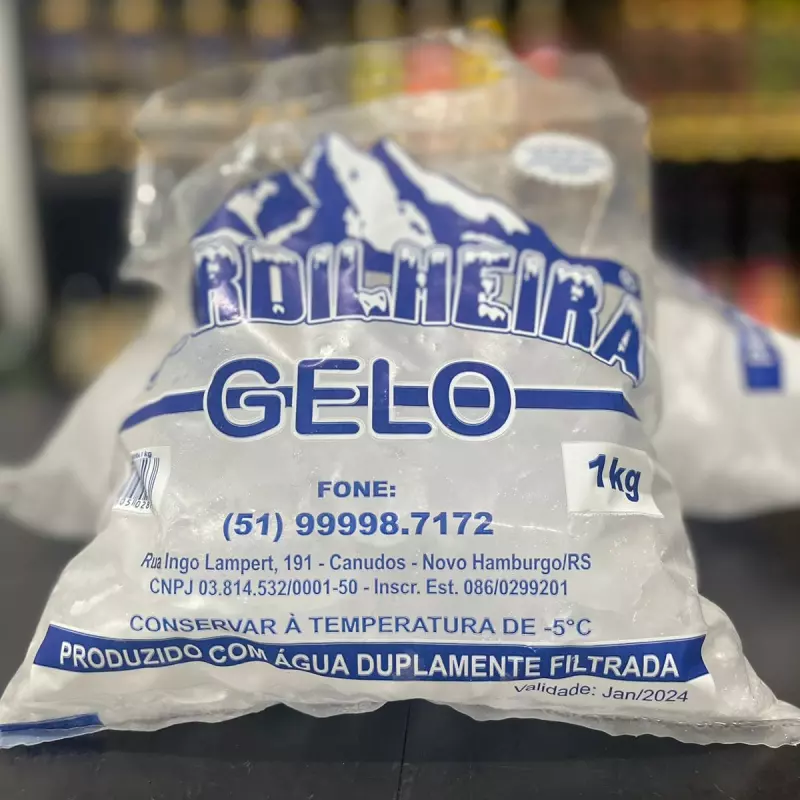 RDILHEIRA
GELO
1kg
FONE:
(51) 99998.7172
Rua Ingo Lampert, 191 - Canudos - Novo Hamburgo/RS
CNPJ 03.814.532/0001-50 - Inscr. Est. 086/0299201
CONSERVAR À TEMPERATURA DE -5°C
PRODUZIDO COM ÁGUA DUPLAMENTE FILTRADA
Validade: Jan/2024